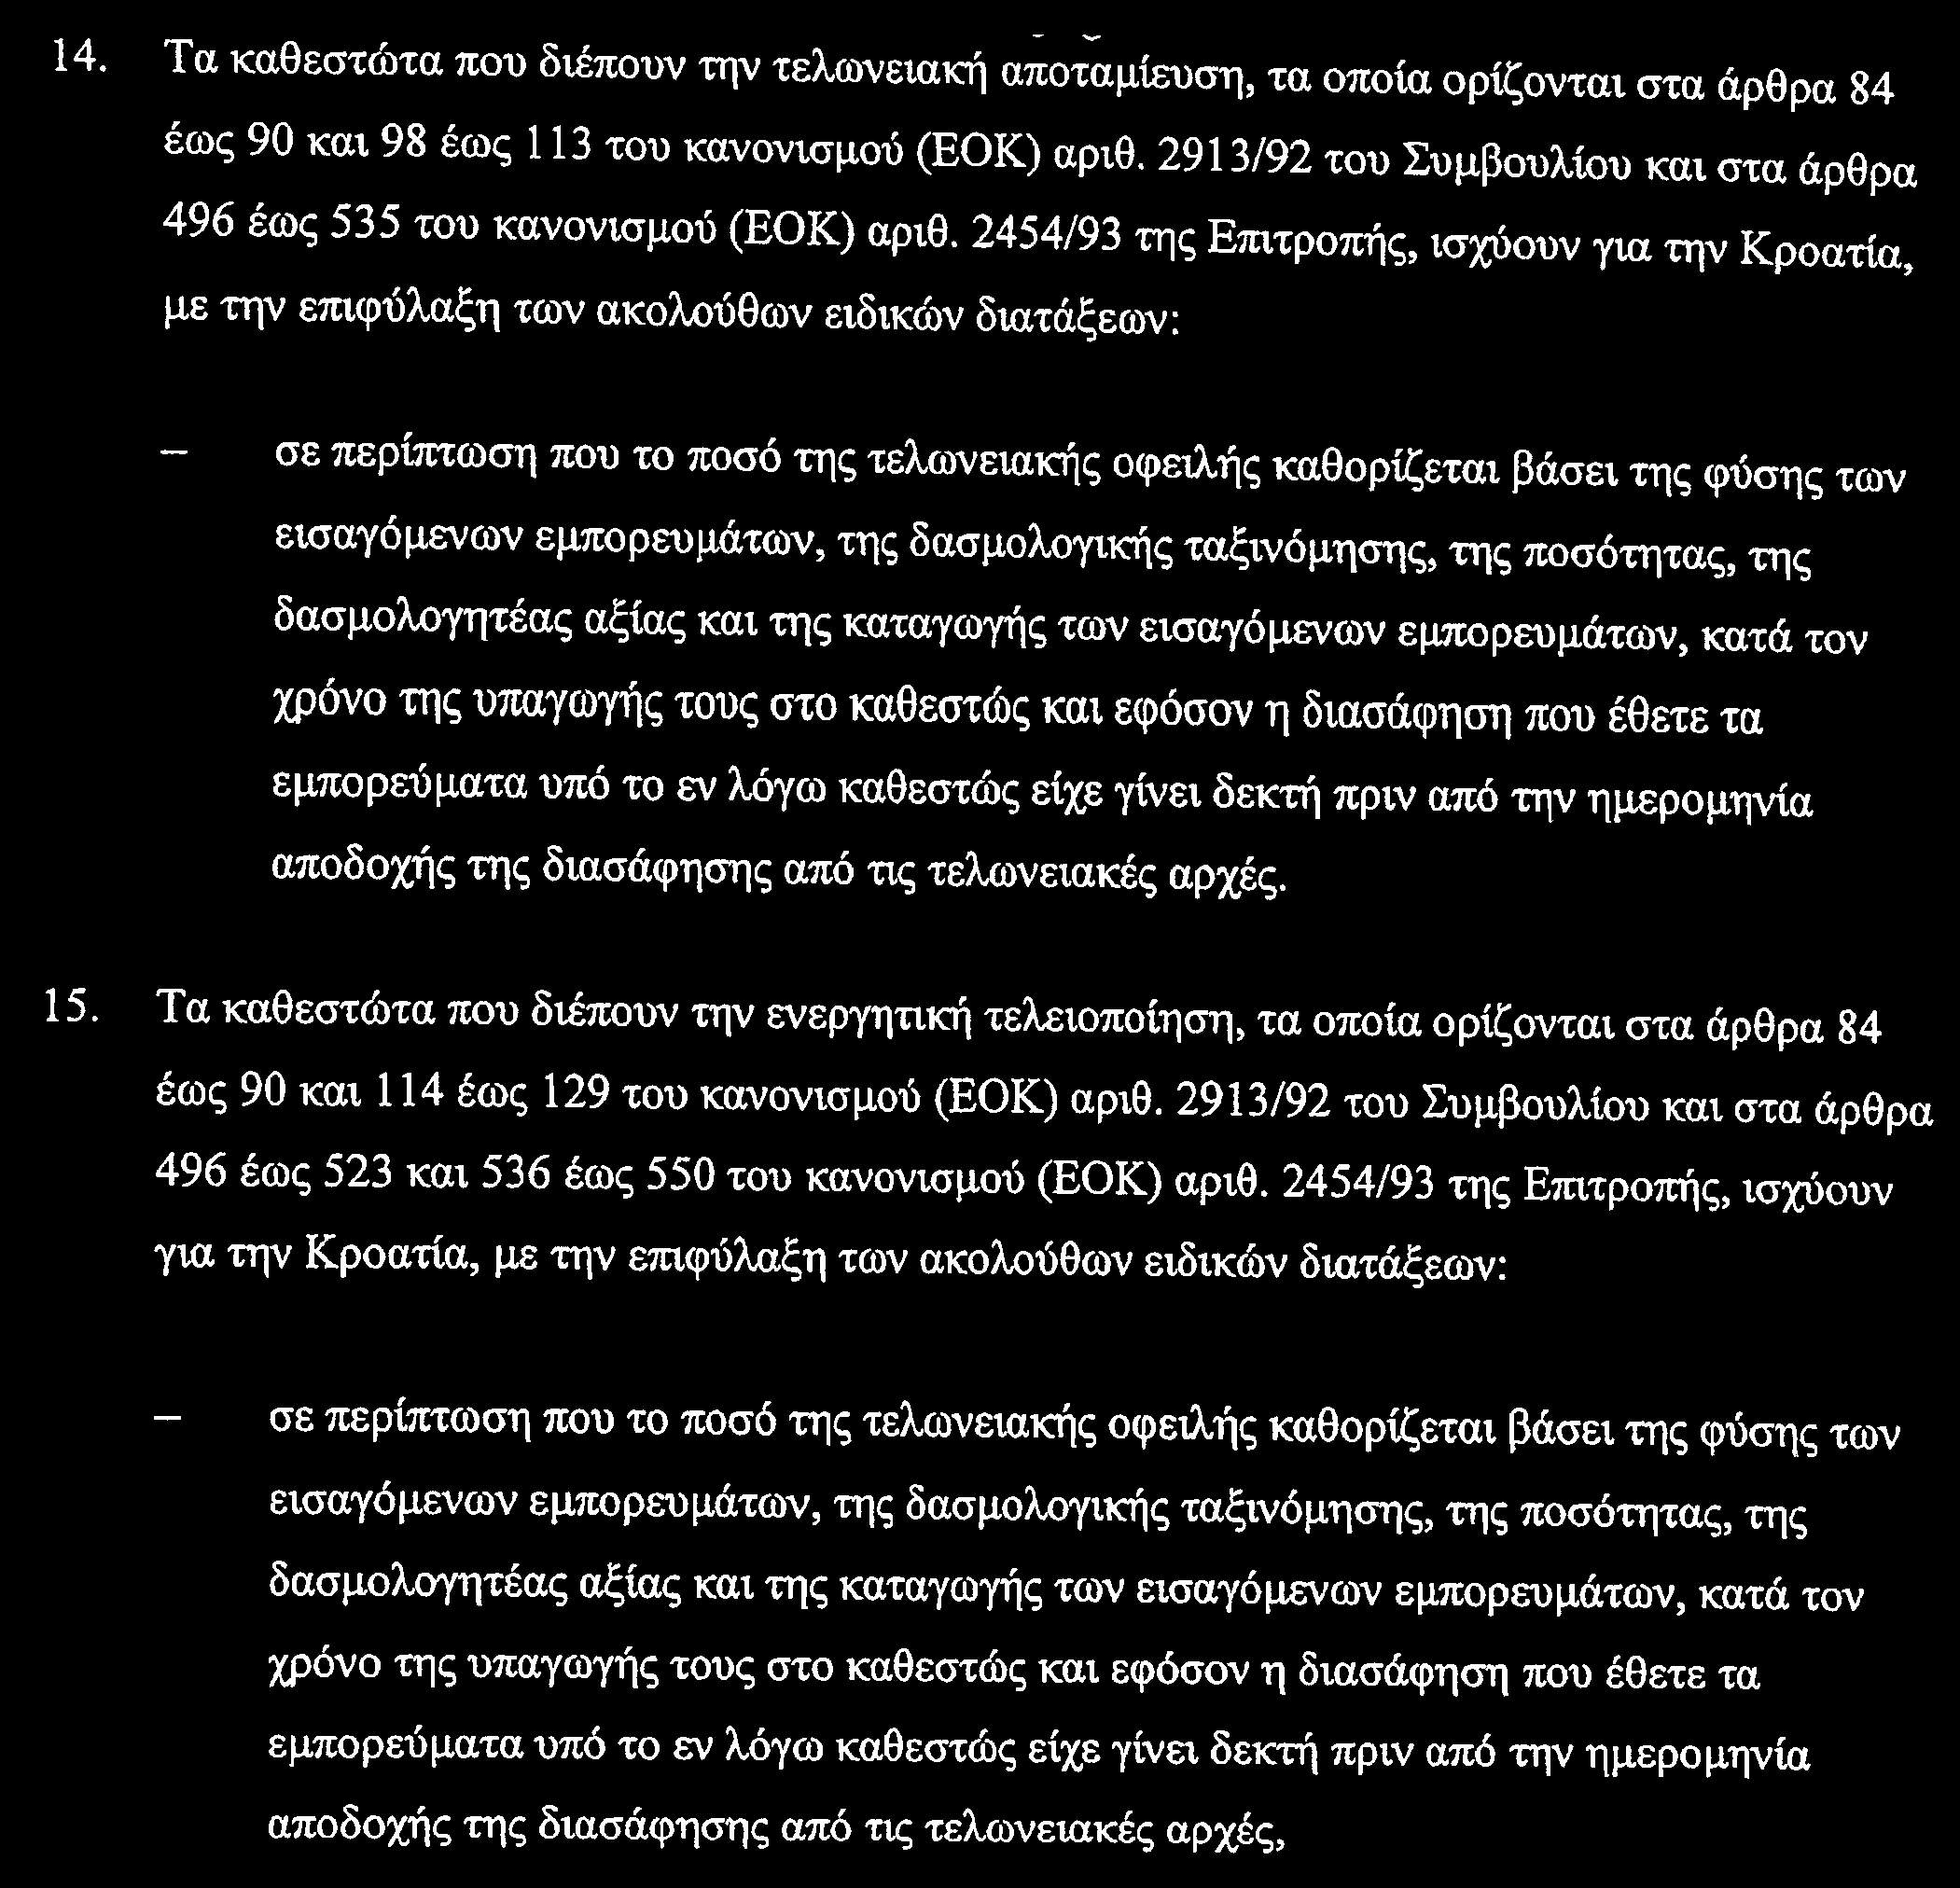 14. Τα καθεστώτα που διέπουν την τελωνειακή αποταμίευση, τα οποία ορίζονται στα άρθρα 84
έως 90 και 98 έως 113 του κανονισμού (ΕΟΚ) αριθ. 2913/92 του Συμβουλίου και στα άρθρα
496 έως 535 του κανονισμού (ΕΟΚ) αριθ. 2454/93 της Επιτροπής, ισχύουν για την Κροατία,
με την επιφύλαξη των ακολούθων ειδικών διατάξεων:
– σε περίπτωση που το ποσό της τελωνειακής οφειλής καθορίζεται βάσει της φύσης των
εισαγόμενων εμπορευμάτων, της δασμολογικής ταξινόμησης, της ποσότητας, της
δασμολογητέας αξίας και της καταγωγής των εισαγόμενων εμπορευμάτων, κατά τον
χρόνο της υπαγωγής τους στο καθεστώς και εφόσον η διασάφηση που έθετε τα
εμπορεύματα υπό το εν λόγω καθεστώς είχε γίνει δεκτή πριν από την ημερομηνία
αποδοχής της διασάφησης από τις τελωνειακές αρχές.
15. Τα καθεστώτα που διέπουν την ενεργητική τελειοποίηση, τα οποία ορίζονται στα άρθρα 84
έως 90 και 114 έως 129 του κανονισμού (ΕΟΚ) αριθ. 2913/92 του Συμβουλίου και στα άρθρα
496 έως 523 και 536 έως 550 του κανονισμού (ΕΟΚ) αριθ. 2454/93 της Επιτροπής, ισχύουν
για την Κροατία, με την επιφύλαξη των ακολούθων ειδικών διατάξεων:
– σε περίπτωση που το ποσό της τελωνειακής οφειλής καθορίζεται βάσει της φύσης των
εισαγόμενων εμπορευμάτων, της δασμολογικής ταξινόμησης, της ποσότητας, της
δασμολογητέας αξίας και της καταγωγής των εισαγόμενων εμπορευμάτων, κατά τον
χρόνο της υπαγωγής τους στο καθεστώς και εφόσον η διασάφηση που έθετε τα
εμπορεύματα υπό το εν λόγω καθεστώς είχε γίνει δεκτή πριν από την ημερομηνία
αποδοχής της διασάφησης από τις τελωνειακές αρχές,